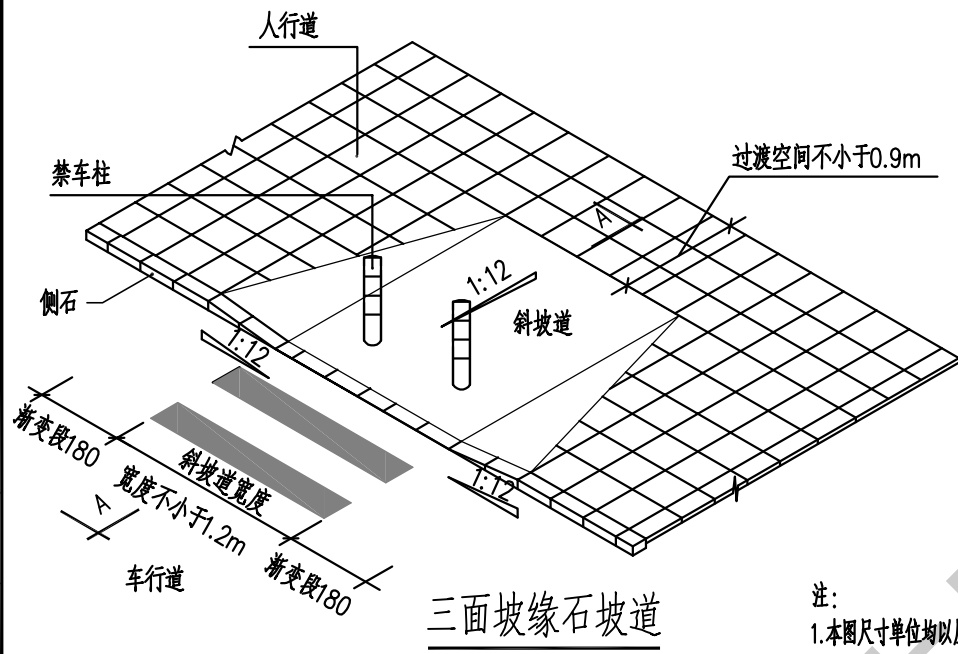 人行道
禁车柱
过渡空间不小于0.9m
A
1:12
侧石
斜坡道
1:12
渐变段180
斜坡道宽度
1:12
宽度不小于1.2m
A
渐变段180
车行道
三面坡缘石坡道
注:
1.本图尺寸单位均以